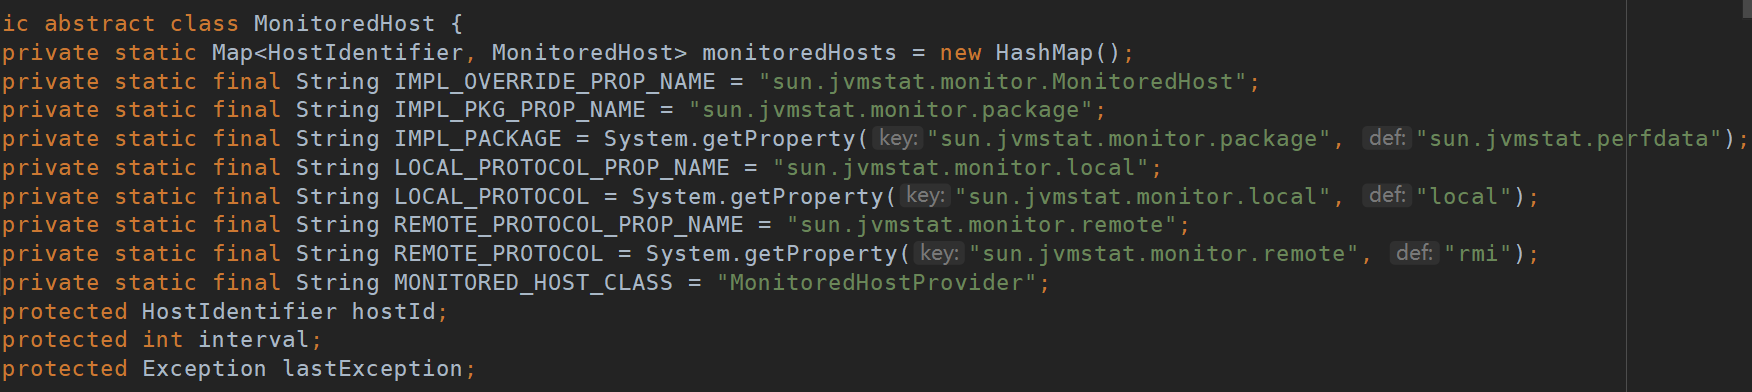 ic abstract class MonitoredHost {
private static Map<HostIdentifier, MonitoredHost> monitoredHosts = new HashMap();
private static final String IMPL_OVERRIDE_PROP_NAME = "sun.jvmstat.monitor.MonitoredHost";
private static final String IMPL_PKG_PROP_NAME = "sun.jvmstat.monitor.package";
private static final String IMPL_PACKAGE = System.getProperty( key: "sun.jvmstat.monitor.package", def: "sun.jvmstat.perfdata");
private static final String LOCAL_PROTOCOL_PROP_NAME = "sun.jvmstat.monitor.local";
private static final String LOCAL_PROTOCOL = System.getProperty( key: "sun.jvmstat.monitor.local", def: "local");
private static final String REMOTE_PROTOCOL_PROP_NAME = "sun.jvmstat.monitor.remote";
private static final String REMOTE_PROTOCOL = System.getProperty( key: "sun.jvmstat.monitor.remote", def: "rmi");
private static final String MONITORED_HOST_CLASS = "MonitoredHostProvider";
protected HostIdentifier hostId;
protected int interval;
protected Exception lastException;